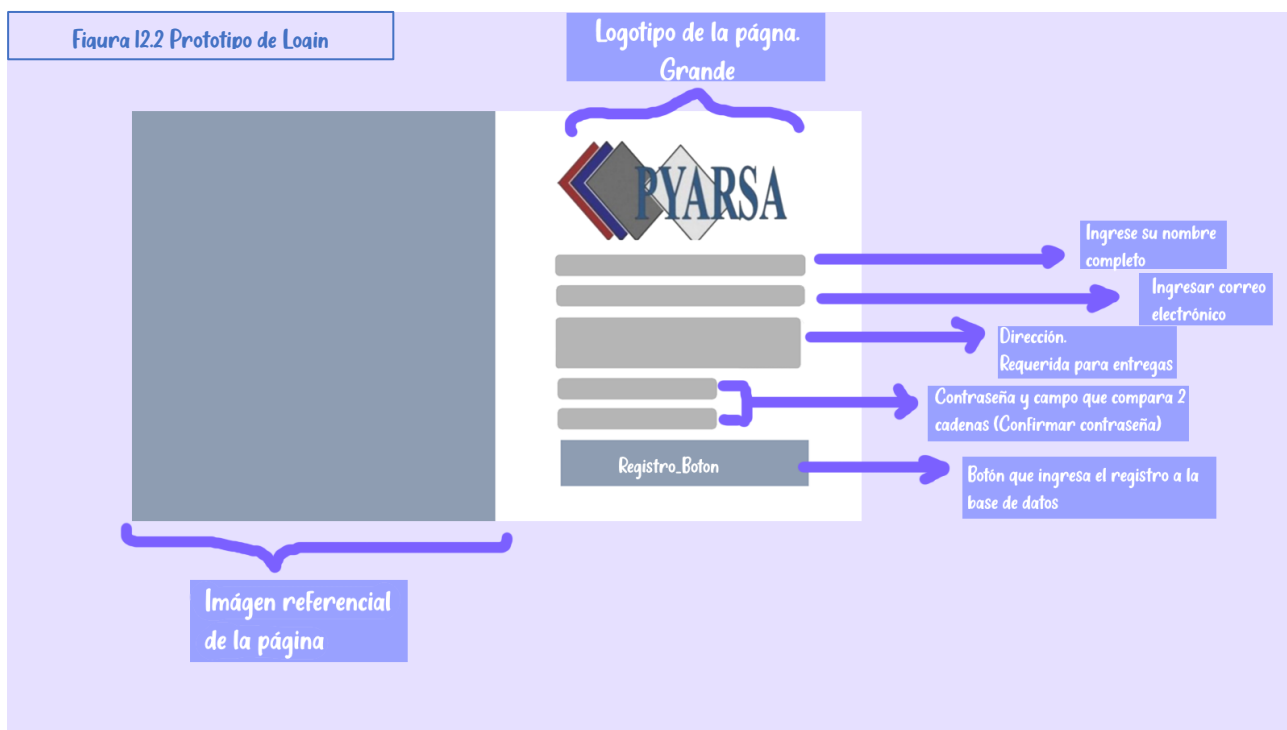 Figura 12.2 Prototipo de Login
Logotipo de la págna.
Grande
PYARSA
Ingrese su nombre
completo
Ingresar correo
electrónico
Dirección.
Requerida para entregas
Contraseña y campo que compara 2
cadenas (Confirmar contraseña)
Registro_Boton
Botón que ingresa el registro a la
base de datos
Imágen referencial
de la página